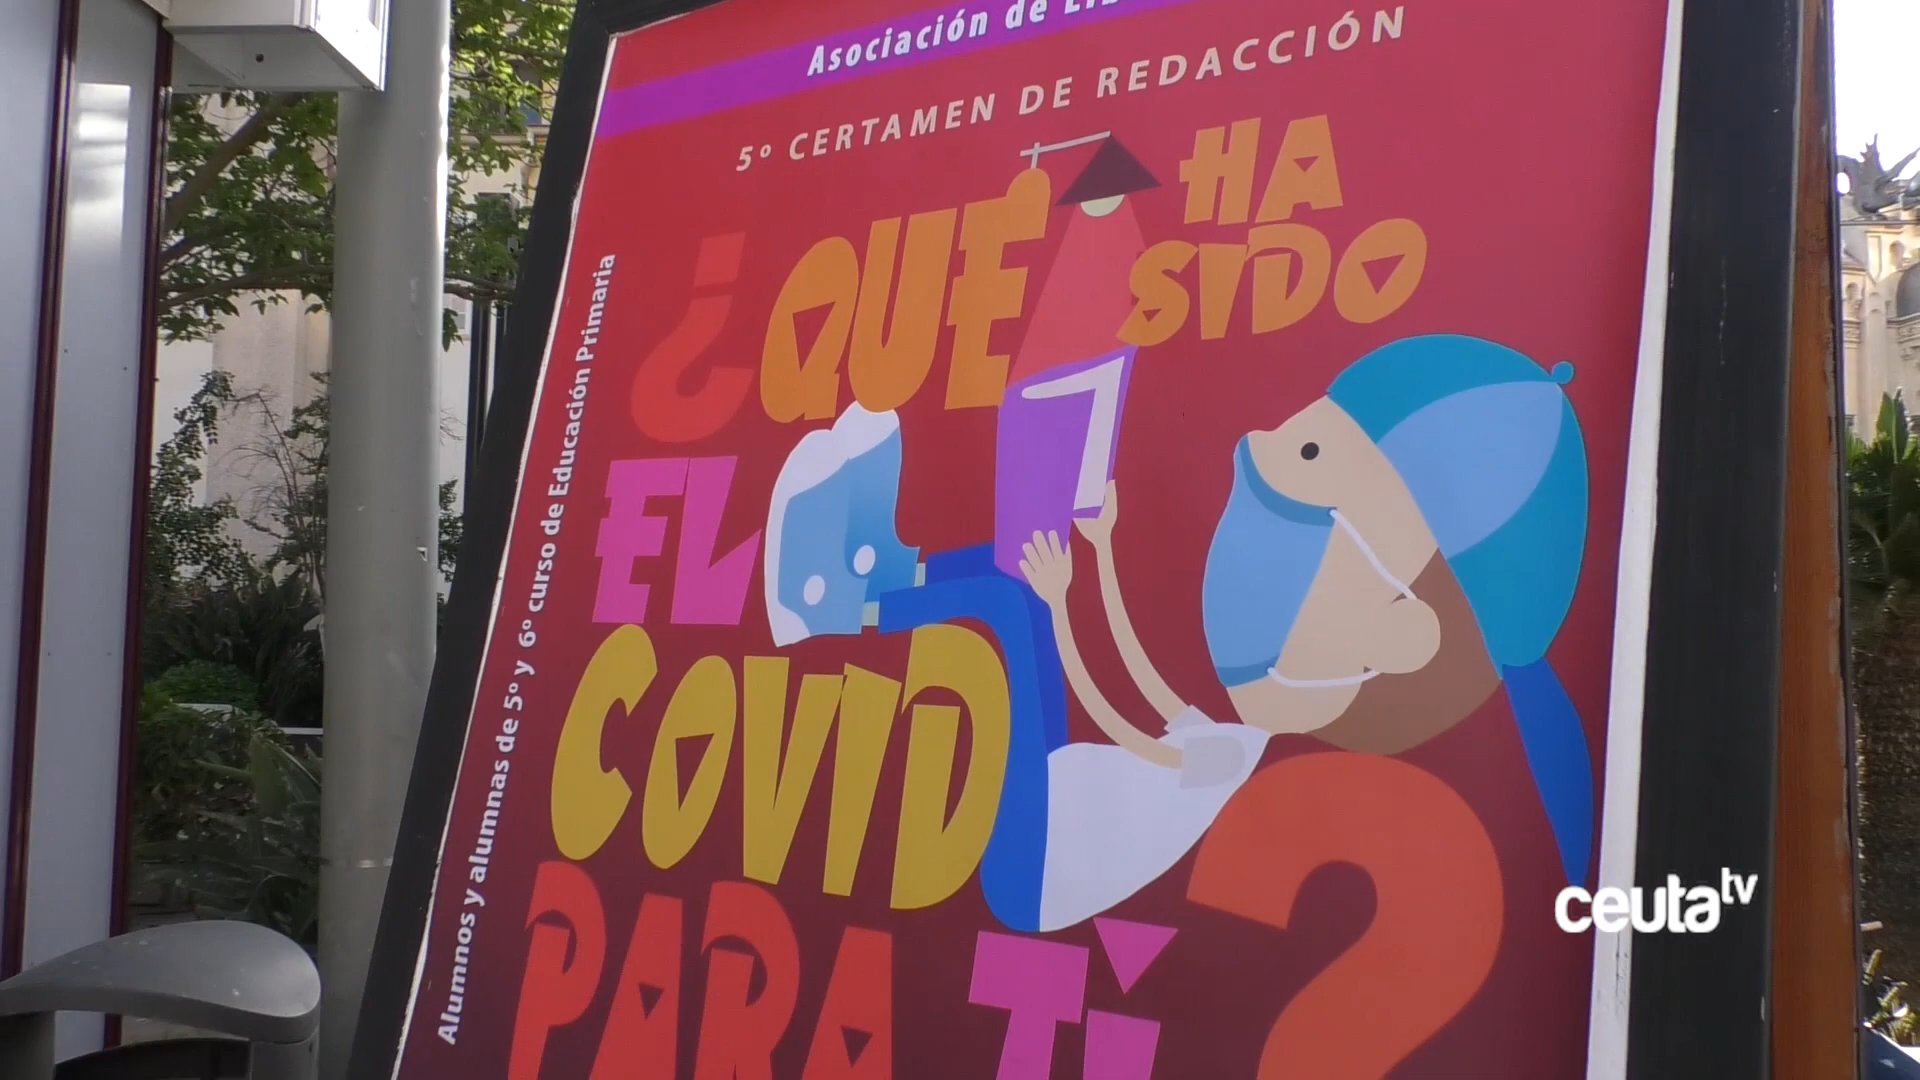 Asociación de
5º CERTAMEN DE REDACCIÓN
¿QUÉ HA
SIDO
EL
COVID
PARA TI?
Alumnos y alumnas de 5º y 6º curso de Educación Primaria
ceuta tv